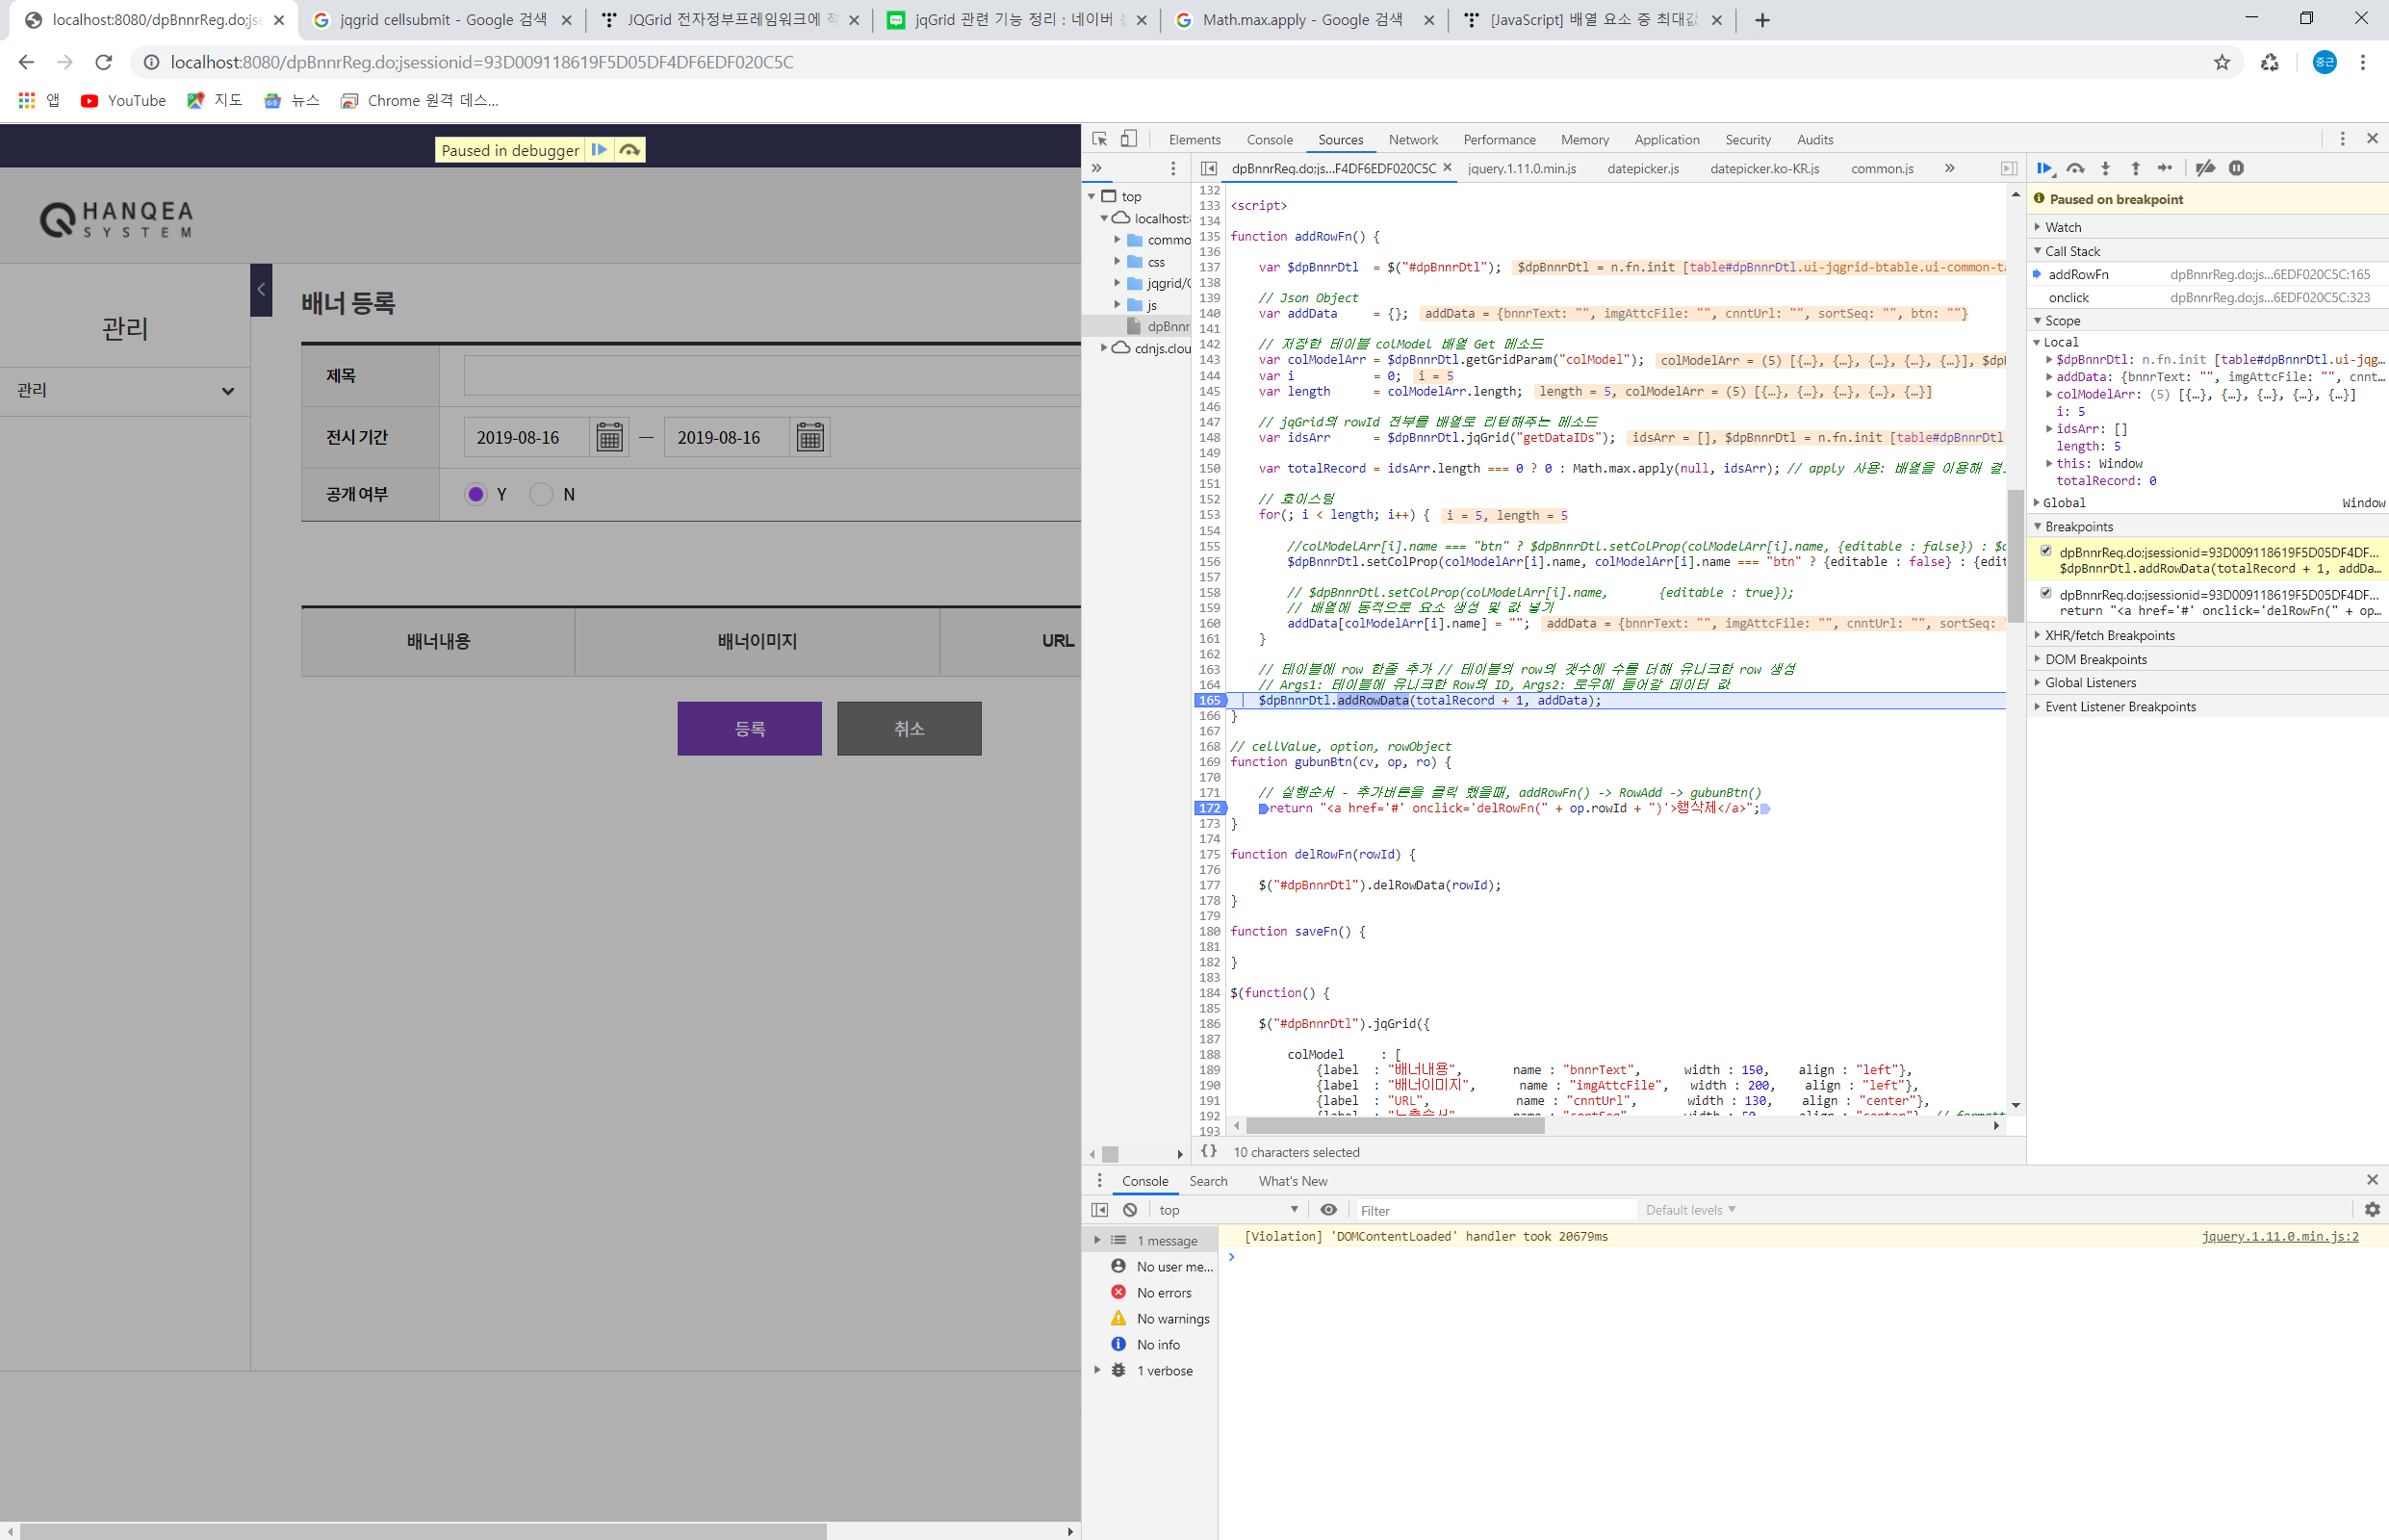 localhost:8080/dpBnnrReg.do;jse
jqgrid cellsubmit - Google 검색
JQGrid 전자정부프레임워크에 적
jqGrid 관련 기능 정리 : 네이버
Math.max.apply - Google 검색
[JavaScript] 배열 요소 중 최대값
localhost:8080/dpBnnrReg.do;jsessionid=93D009118619F5D05DF4DF6EDF020C5C
중근
앱
YouTube
지도
뉴스
Chrome 원격 데스...
Paused in debugger
HANQEA
SYSTEM
관리
관리
배너 등록
제목
전시 기간
2019-08-16
—
2019-08-16
공개 여부
Y
N
배너내용
배너이미지
URL
등록
취소
Elements
Console
Sources
Network
Performance
Memory
Application
Security
Audits
dpBnnrReg.do;js...F4DF6EDF020C5C
jquery.1.11.0.min.js
datepicker.js
datepicker.ko-KR.js
common.js
top
localhost:
commo
css
jqgrid/
js
dpBnnr
cdnjs.clou
132
133 <script>
134
135 function addRowFn() {
136
137 var $dpBnnrDtl = $("#dpBnnrDtl"); $dpBnnrDtl = n.fn.init [table#dpBnnrDtl.ui-jqgrid-btable.ui-common-ta
138
139 // Json Object
140 var addData = {}; addData = {bnnrText: "", imgAttcFile: "", cnntUrl: "", sortSeq: "", btn: ""}
141
142 // 저장한 테이블 colModel 배열 Get 메소드
143 var colModelArr = $dpBnnrDtl.getGridParam("colModel"); colModelArr = (5) [{…}, {…}, {…}, {…}, {…}], $dp
144 var i = 0; i = 5
145 var length = colModelArr.length; length = 5, colModelArr = (5) [{…}, {…}, {…}, {…}, {…}]
146
147 // jqGrid의 rowId 전부를 배열로 리턴해주는 메소드
148 var idsArr = $dpBnnrDtl.jqGrid("getDataIDs"); idsArr = [], $dpBnnrDtl = n.fn.init [table#dpBnnrDtl
149
150 var totalRecord = idsArr.length === 0 ? 0 : Math.max.apply(null, idsArr); // apply 사용: 배열을 이용해
151
152 // 호이스팅
153 for(; i < length; i++) { i = 5, length = 5
154
155 //colModelArr[i].name === "btn" ? $dpBnnrDtl.setColProp(colModelArr[i].name, {editable : false}) :
156 $dpBnnrDtl.setColProp(colModelArr[i].name, colModelArr[i].name === "btn" ? {editable : false} : {edit
157
158 // $dpBnnrDtl.setColProp(colModelArr[i].name, {editable : true});
159 // 배열에 동적으로 요소 생성 및 값 넣기
160 addData[colModelArr[i].name] = ""; addData = {bnnrText: "", imgAttcFile: "", cnntUrl: "", sortSeq:
161 }
162
163 // 테이블에 row 한줄 추가 // 테이블의 row의 갯수에 수를 더해 유니크한 row 생성
164 // Args1: 테이블에 유니크한 Row의 ID, Args2: 로우에 들어갈 데이터 값
165 $dpBnnrDtl.addRowData(totalRecord + 1, addData);
166 }
167
168 // cellValue, option, rowObject
169 function gubunBtn(cv, op, ro) {
170
171 // 실행순서 - 추가버튼을 클릭 했을때, addRowFn() -> RowAdd -> gubunBtn()
172 return "<a href='#' onclick='delRowFn(" + op.rowId + ")'>행삭제</a>";
173 }
174
175 function delRowFn(rowId) {
176
177 $("#dpBnnrDtl").delRowData(rowId);
178 }
179
180 function saveFn() {
181
182 }
183
184 $(function() {
185
186 $("#dpBnnrDtl").jqGrid({
187
188 colModel : [
189 {label : "배너내용", name : "bnnrText", width : 150, align : "left"},
190 {label : "배너이미지", name : "imgAttcFile", width : 200, align : "left"},
191 {label : "URL", name : "cnntUrl", width : 130, align : "center"},
192 {label : "노출순서", name : "sortSeq", width : 50, align : "center"}, // formatt
193
{} 10 characters selected
Paused on breakpoint
Watch
Call Stack
addRowFn dpBnnrReg.do;js...6EDF020C5C:165
onclick dpBnnrReg.do;js...6EDF020C5C:323
Scope
Local
$dpBnnrDtl: n.fn.init [table#dpBnnrDtl.ui-jqg…
addData: {bnnrText: "", imgAttcFile: "", cnnt…
colModelArr: (5) [{…}, {…}, {…}, {…}, {…}]
i: 5
idsArr: []
length: 5
this: Window
totalRecord: 0
Global Window
Breakpoints
dpBnnrReg.do;jsessionid=93D009118619F5D05DF4DF...
$dpBnnrDtl.addRowData(totalRecord + 1, addDa…
dpBnnrReg.do;jsessionid=93D009118619F5D05DF4DF...
return "<a href='#' onclick='delRowFn(" + op…
XHR/fetch Breakpoints
DOM Breakpoints
Global Listeners
Event Listener Breakpoints
Console
Search
What's New
top
Filter
Default levels
1 message
No user me...
No errors
No warnings
No info
1 verbose
[Violation] 'DOMContentLoaded' handler took 20679ms
jquery.1.11.0.min.js:2